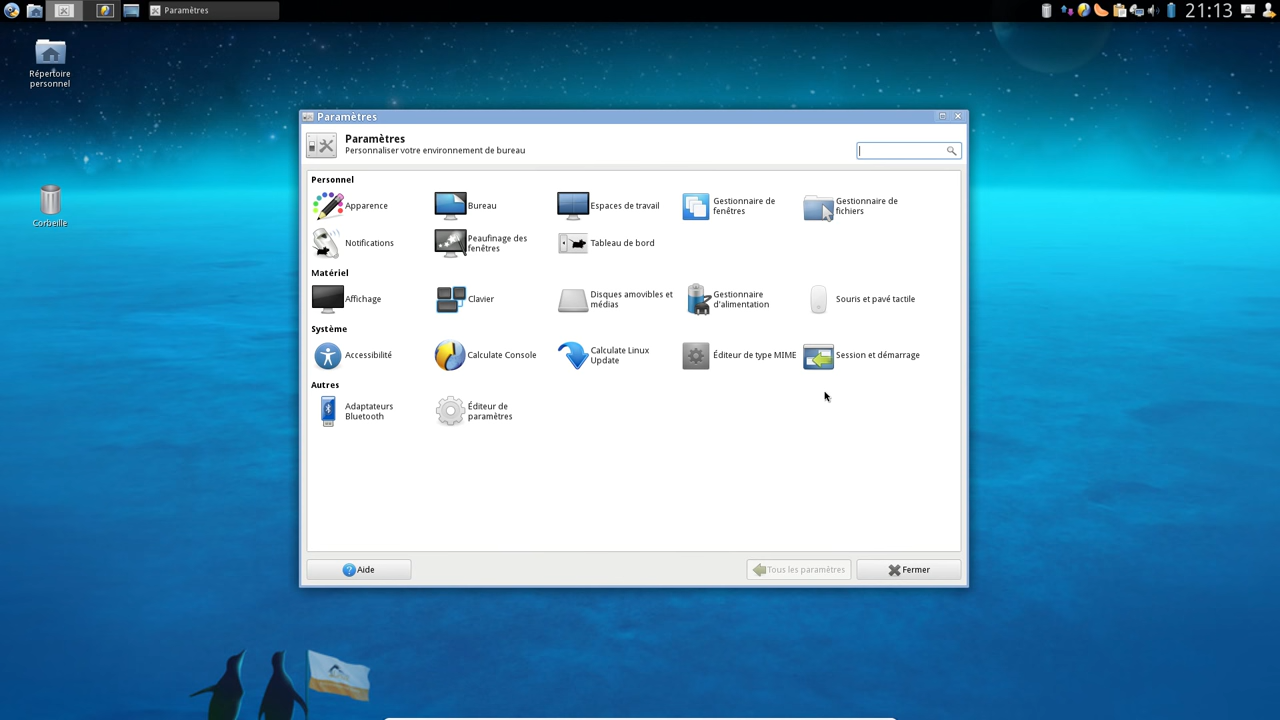 Paramètres
21:13
Répertoire
personnel
Corbeille
Paramètres
Paramètres
Personnaliser votre environnement de bureau
Personnel
Apparence
Bureau
Espaces de travail
Gestionnaire de
fenêtres
Gestionnaire de
fichiers
Notifications
Peaufinage des
fenêtres
Tableau de bord
Matériel
Affichage
Clavier
Disques amovibles et
médias
Gestionnaire
d'alimentation
Souris et pavé tactile
Système
Accessibilité
Calculate Console
Calculate Linux
Update
Éditeur de type MIME
Session et démarrage
Autres
Adaptateurs
Bluetooth
Éditeur de
paramètres
Aide
Tous les paramètres
Fermer